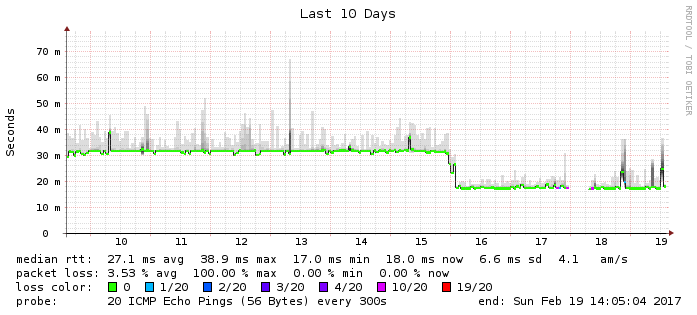 Last 10 Days
RRDTOOL / TOBI OETIKER
Seconds
70 m
60 m
50 m
40 m
30 m
20 m
10 m
0
10 11 12 13 14 15 16 17 18 19
median rtt: 27.1 ms avg 38.9 ms max 17.0 ms min 18.0 ms now 6.6 ms sd 4.1 am/s
packet loss: 3.53 % avg 100.00 % max 0.00 % min 0.00 % now
loss color: 0 1/20 2/20 3/20 4/20 10/20 19/20
probe: 20 ICMP Echo Pings (56 Bytes) every 300s end: Sun Feb 19 14:05:04 2017